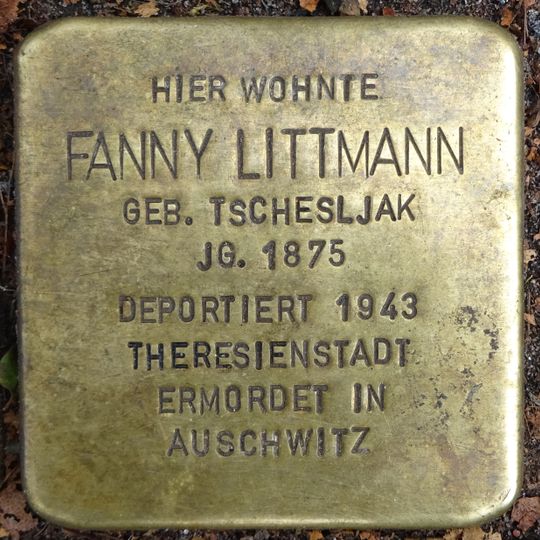 HIER WOHNTE
FANNY LITTMANN
GEB. TSCHESLJAK
JG. 1875
DEPORTIERT 1943
THERESIENSTADT
ERMORDET IN
AUSCHWITZ